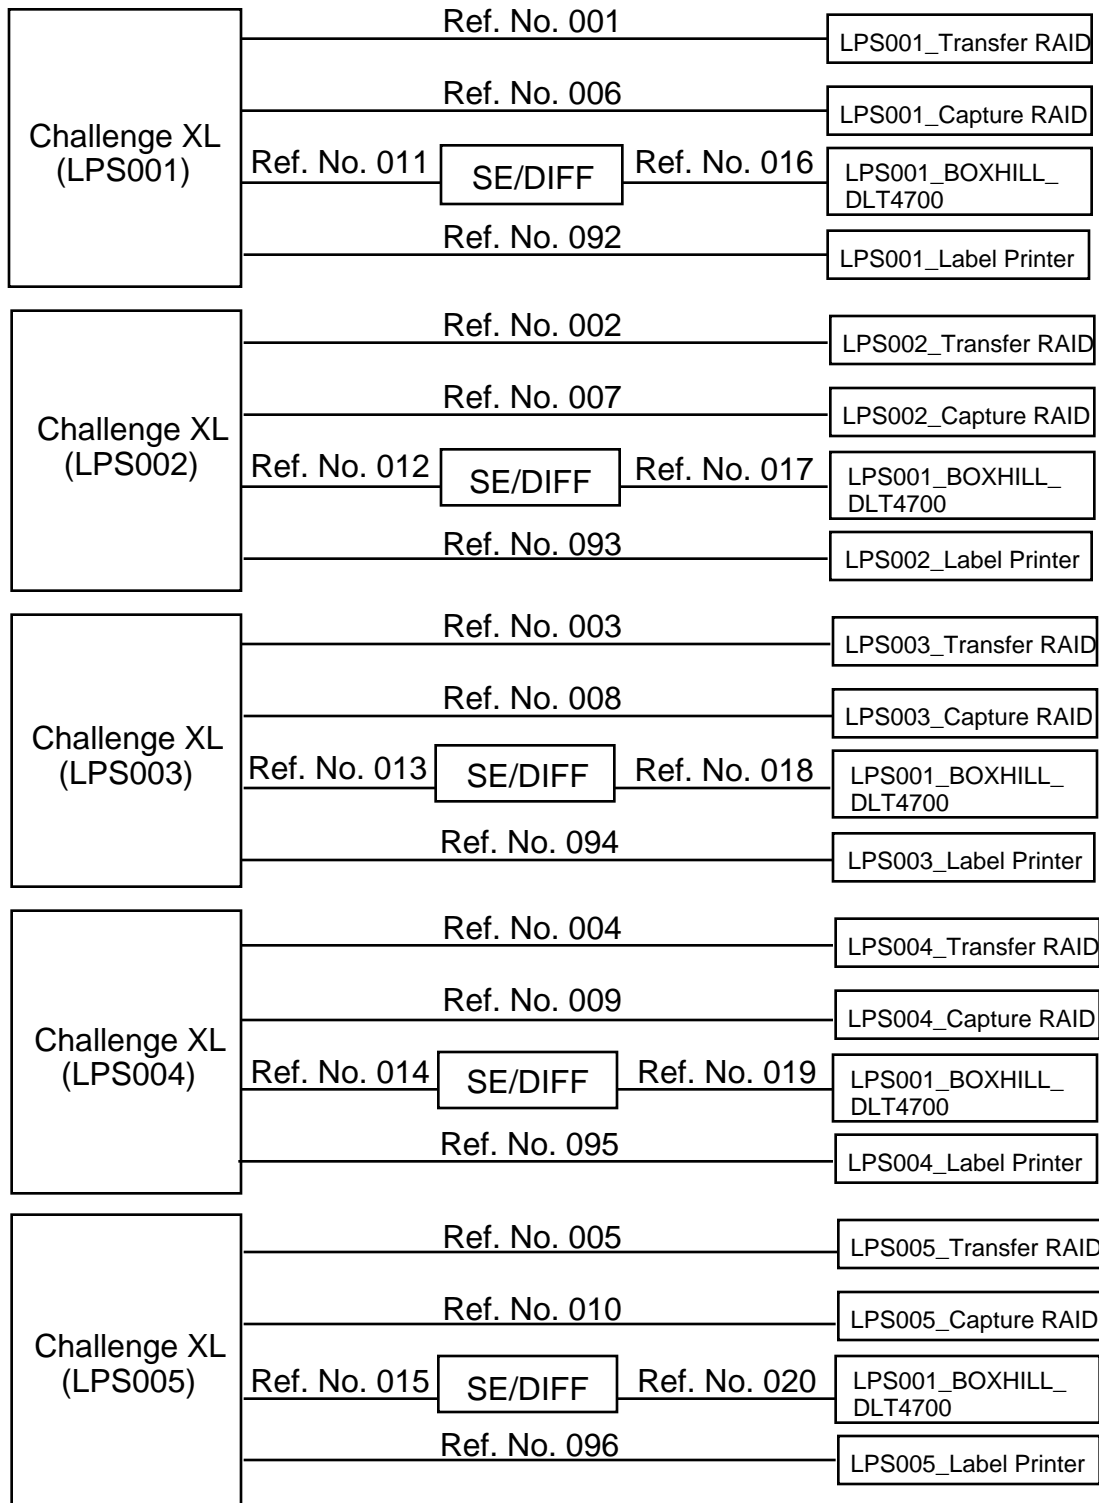 Ref. No. 001
LPS001_Transfer RAID
Ref. No. 006
LPS001_Capture RAID
Challenge XL
(LPS001)
Ref. No. 011
SE/DIFF
Ref. No. 016
LPS001_BOXHILL_
DLT4700
Ref. No. 092
LPS001_Label Printer
Ref. No. 002
LPS002_Transfer RAID
Ref. No. 007
LPS002_Capture RAID
Challenge XL
(LPS002)
Ref. No. 012
SE/DIFF
Ref. No. 017
LPS001_BOXHILL_
DLT4700
Ref. No. 093
LPS002_Label Printer
Ref. No. 003
LPS003_Transfer RAID
Ref. No. 008
LPS003_Capture RAID
Challenge XL
(LPS003)
Ref. No. 013
SE/DIFF
Ref. No. 018
LPS001_BOXHILL_
DLT4700
Ref. No. 094
LPS003_Label Printer
Ref. No. 004
LPS004_Transfer RAID
Ref. No. 009
LPS004_Capture RAID
Challenge XL
(LPS004)
Ref. No. 014
SE/DIFF
Ref. No. 019
LPS001_BOXHILL_
DLT4700
Ref. No. 095
LPS004_Label Printer
Ref. No. 005
LPS005_Transfer RAID
Ref. No. 010
LPS005_Capture RAID
Challenge XL
(LPS005)
Ref. No. 015
SE/DIFF
Ref. No. 020
LPS001_BOXHILL_
DLT4700
Ref. No. 096
LPS005_Label Printer